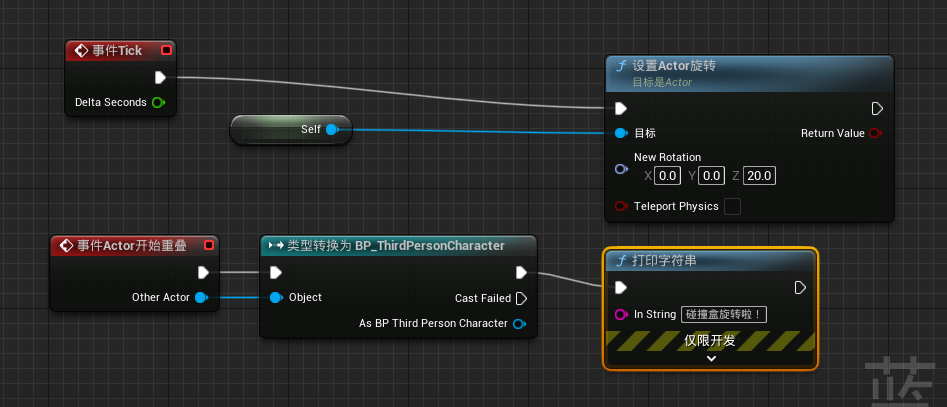 事件Tick
Delta Seconds
Self
设置Actor旋转
目标是Actor
目标
Return Value
New Rotation
X 0.0 Y 0.0 Z 20.0
Teleport Physics
事件Actor开始重叠
Other Actor
类型转换为 BP_ThirdPersonCharacter
Object
Cast Failed
As BP Third Person Character
打印字符串
In String 碰撞盒旋转啦！
仅限开发
蓝